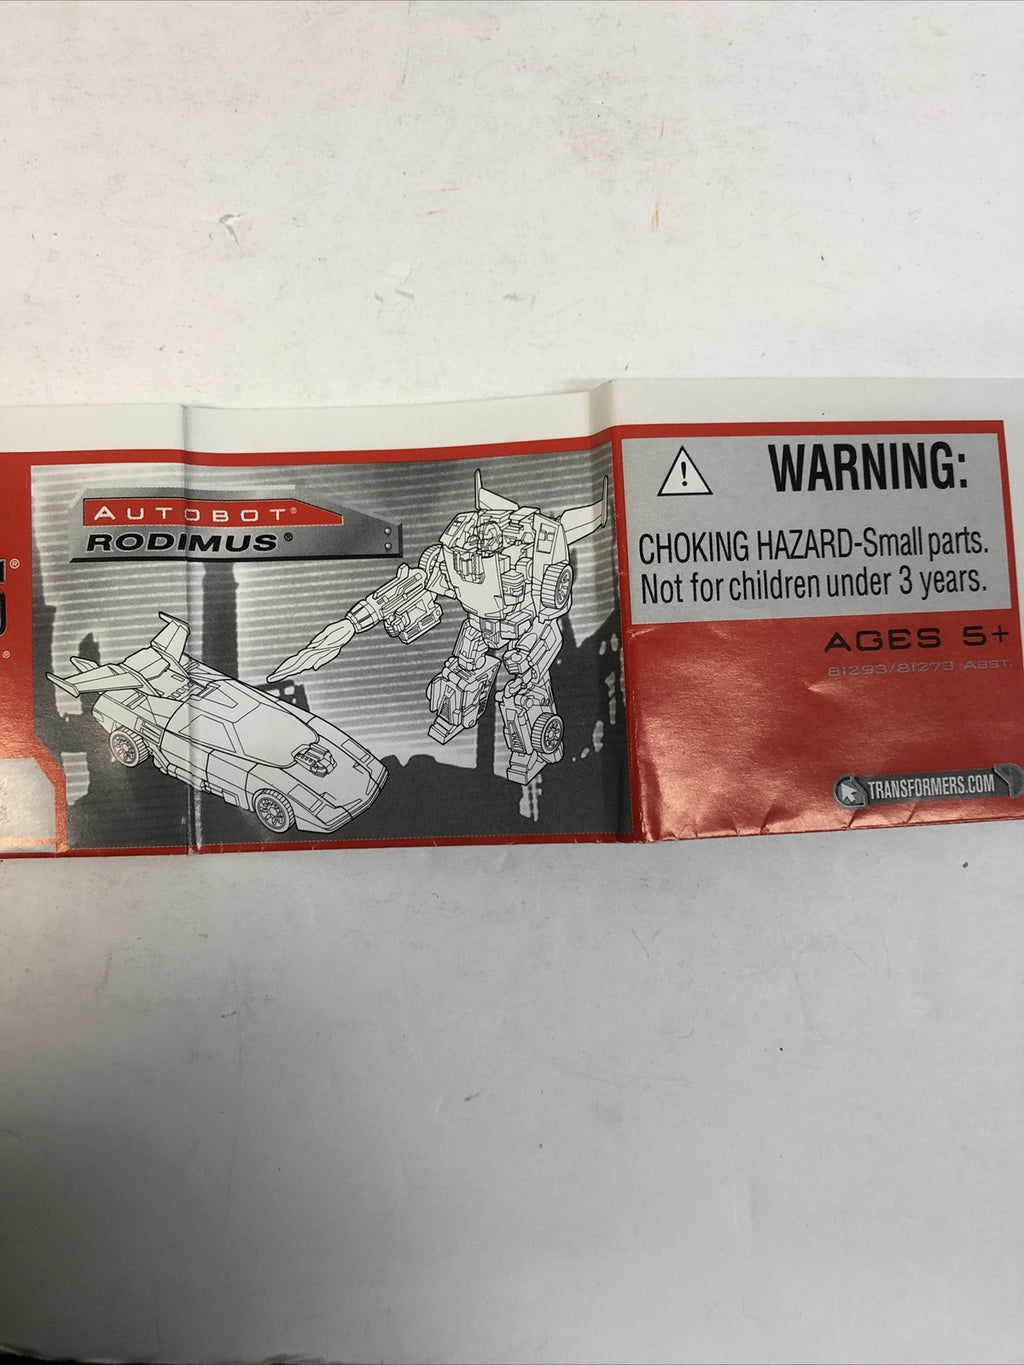 AUTOBOT®
RODIMUS®
®
®
WARNING:
CHOKING HAZARD-Small parts.
Not for children under 3 years.
AGES 5+
81293/81273 ASST.
TRANSFORMERS.COM